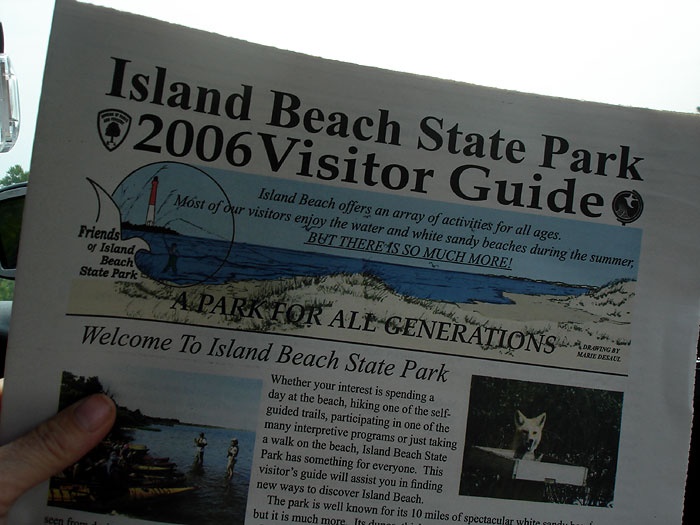 Island Beach State Park
2006 Visitor Guide
Island Beach offers an array of activities for all ages.
Most of our visitors enjoy the water and white sandy beaches during the summer,
BUT THERE IS SO MUCH MORE!
Friends
of Island
Beach
State Park
A PARK FOR ALL GENERATIONS
DRAWING BY
MARIE DESAUL
Welcome To Island Beach State Park
Whether your interest is spending a
day at the beach, hiking one of the self-
guided trails, participating in one of the
many interpretive programs or just taking
a walk on the beach, Island Beach State
Park has something for everyone. This
visitor's guide will assist you in finding
new ways to discover Island Beach.
The park is well known for its 10 miles of spectacular white sandy
but it is much more. Its
seen from